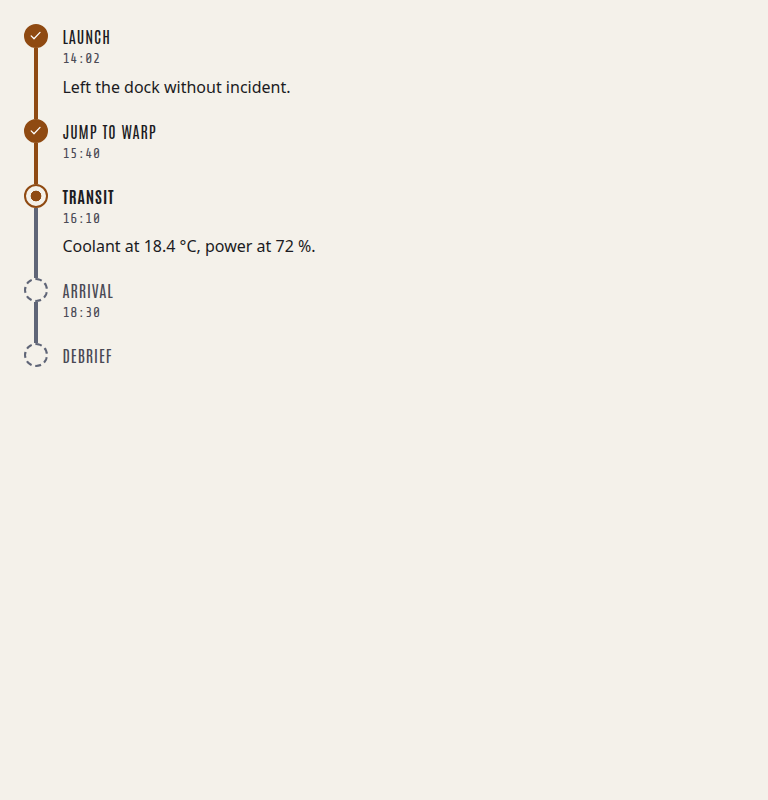 LAUNCH
14:02
Left the dock without incident.
JUMP TO WARP
15:40
TRANSIT
16:10
Coolant at 18.4 °C, power at 72 %.
ARRIVAL
18:30
DEBRIEF